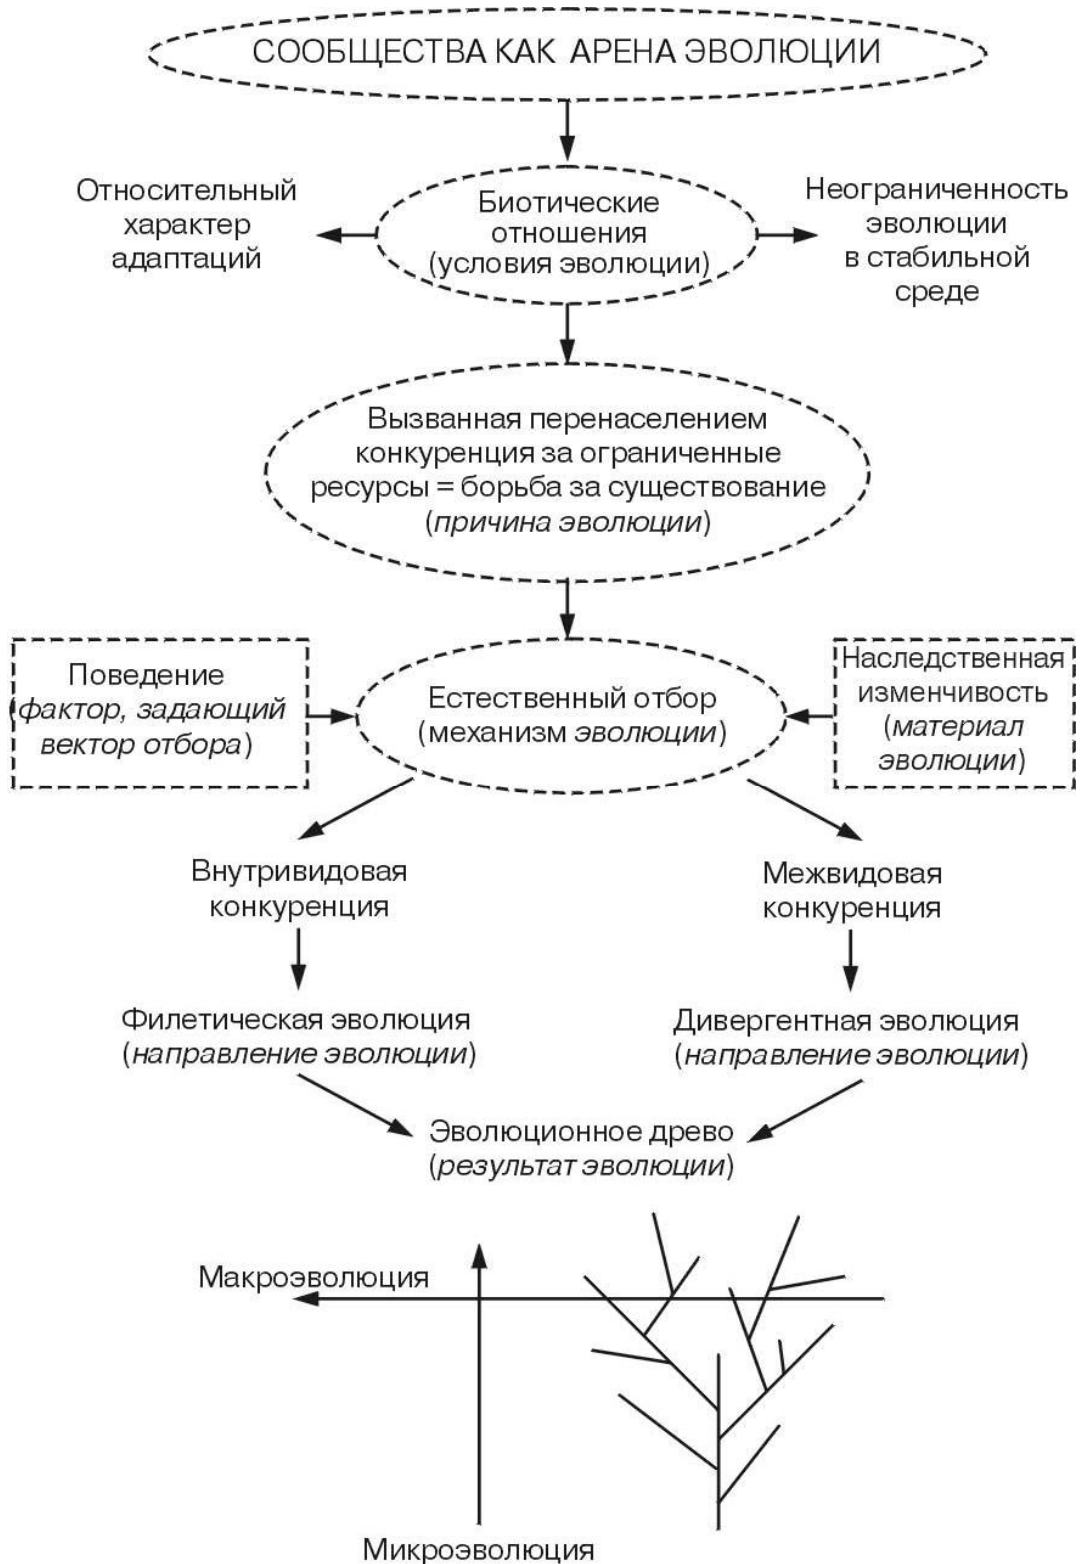 СООБЩЕСТВА КАК АРЕНА ЭВОЛЮЦИИ
Относительный
характер
адаптаций
Биотические
отношения
(условия эволюции)
Неограниченность
эволюции
в стабильной
среде
Вызванная перенаселением
конкуренция за ограниченные
ресурсы = борьба за существование
(причина эволюции)
Поведение
(фактор, задающий
вектор отбора)
Естественный отбор
(механизм эволюции)
Наследственная
изменчивость
(материал
эволюции)
Внутривидовая
конкуренция
Межвидовая
конкуренция
Филетическая эволюция
(направление эволюции)
Дивергентная эволюция
(направление эволюции)
Эволюционное древо
(результат эволюции)
Макроэволюция
Микроэволюция